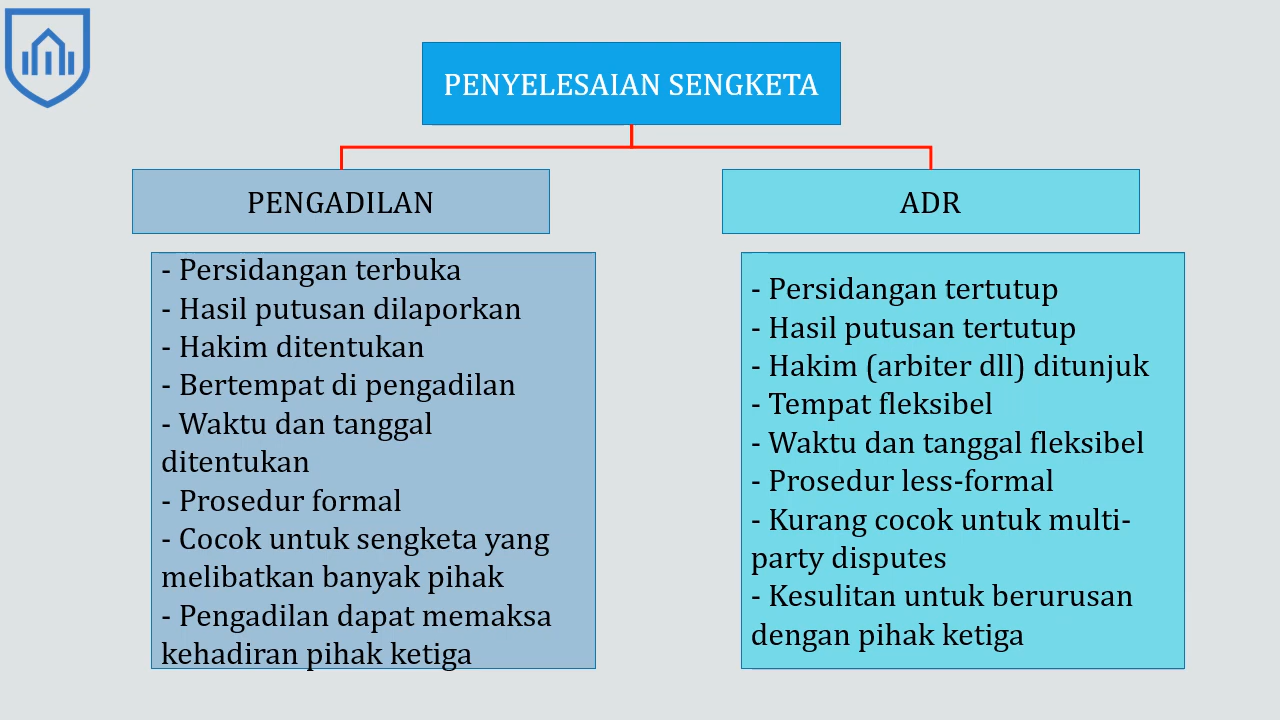 PENYELESAIAN SENGKETA
PENGADILAN
- Persidangan terbuka
- Hasil putusan dilaporkan
- Hakim ditentukan
- Bertempat di pengadilan
- Waktu dan tanggal
ditentukan
- Prosedur formal
- Cocok untuk sengketa yang
melibatkan banyak pihak
- Pengadilan dapat memaksa
kehadiran pihak ketiga
ADR
- Persidangan tertutup
- Hasil putusan tertutup
- Hakim (arbiter dll) ditunjuk
- Tempat fleksibel
- Waktu dan tanggal fleksibel
- Prosedur less-formal
- Kurang cocok untuk multi-
party disputes
- Kesulitan untuk berurusan
dengan pihak ketiga